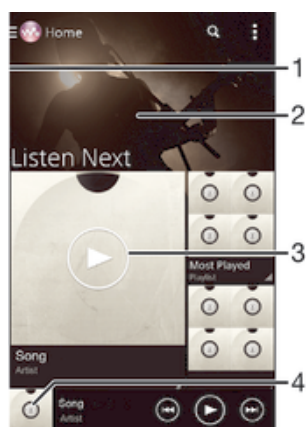 Home
1
2
Listen Next
3
Most Played
Playlist
Song
Artist
4
Song
Artist